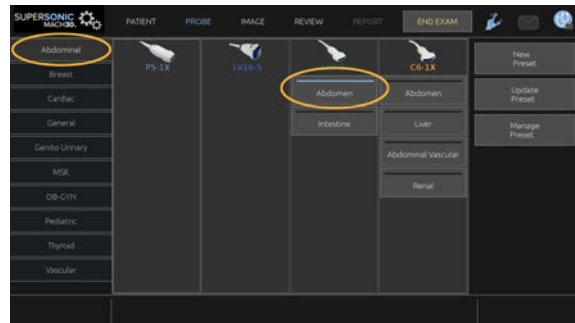 SUPERSONIC
MACH30.
PATIENT
PROBE
IMAGE
REVIEW
REPORT
END EXAM
Abdominal
Breast
Cardiac
General
Genito Urinary
MSK
OB-GYN
Pediatric
Thyroid
Vascular
P5-1X
LV16-5
C6-1X
Abdomen
Intestine
Abdomen
Liver
Abdominal Vascular
Renal
New
Preset
Update
Preset
Manage
Preset